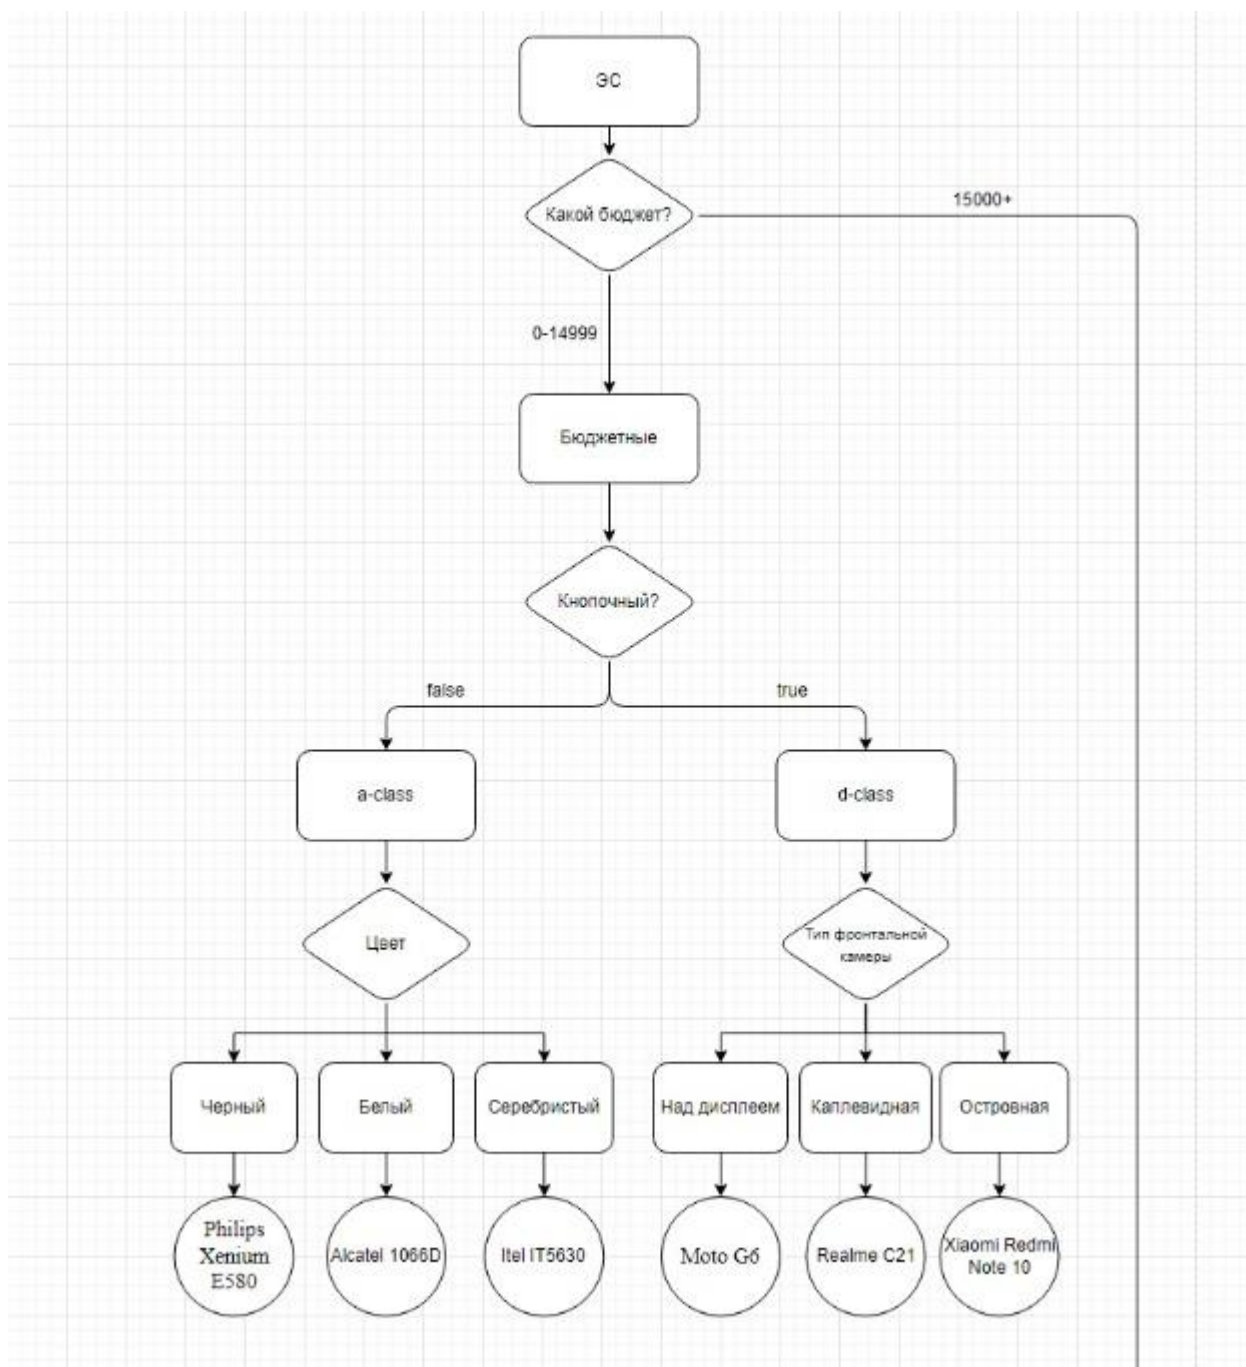 ЭС
Какой бюджет?
15000+
0-14999
Бюджетные
Кнопочный?
false
true
a-class
d-class
Цвет
Тип фронтальной
камеры
Черный
Белый
Серебристый
Над дисплеем
Каплевидная
Островная
Philips
Xenium
E580
Alcatel 1066D
Itel IT5630
Moto G6
Realme C21
Xiaomi Redmi
Note 10